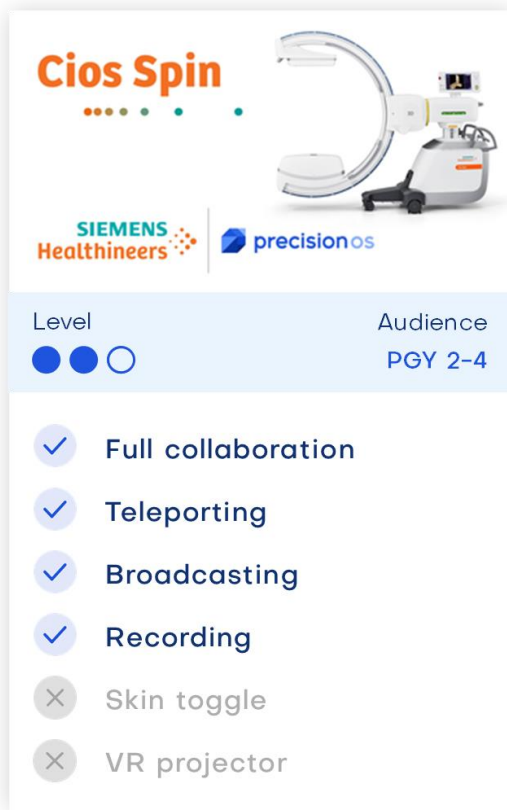 Cios Spin
SIEMENS
Healthineers
precisionos
Level
Audience
PGY 2-4
Full collaboration
Teleporting
Broadcasting
Recording
Skin toggle
VR projector